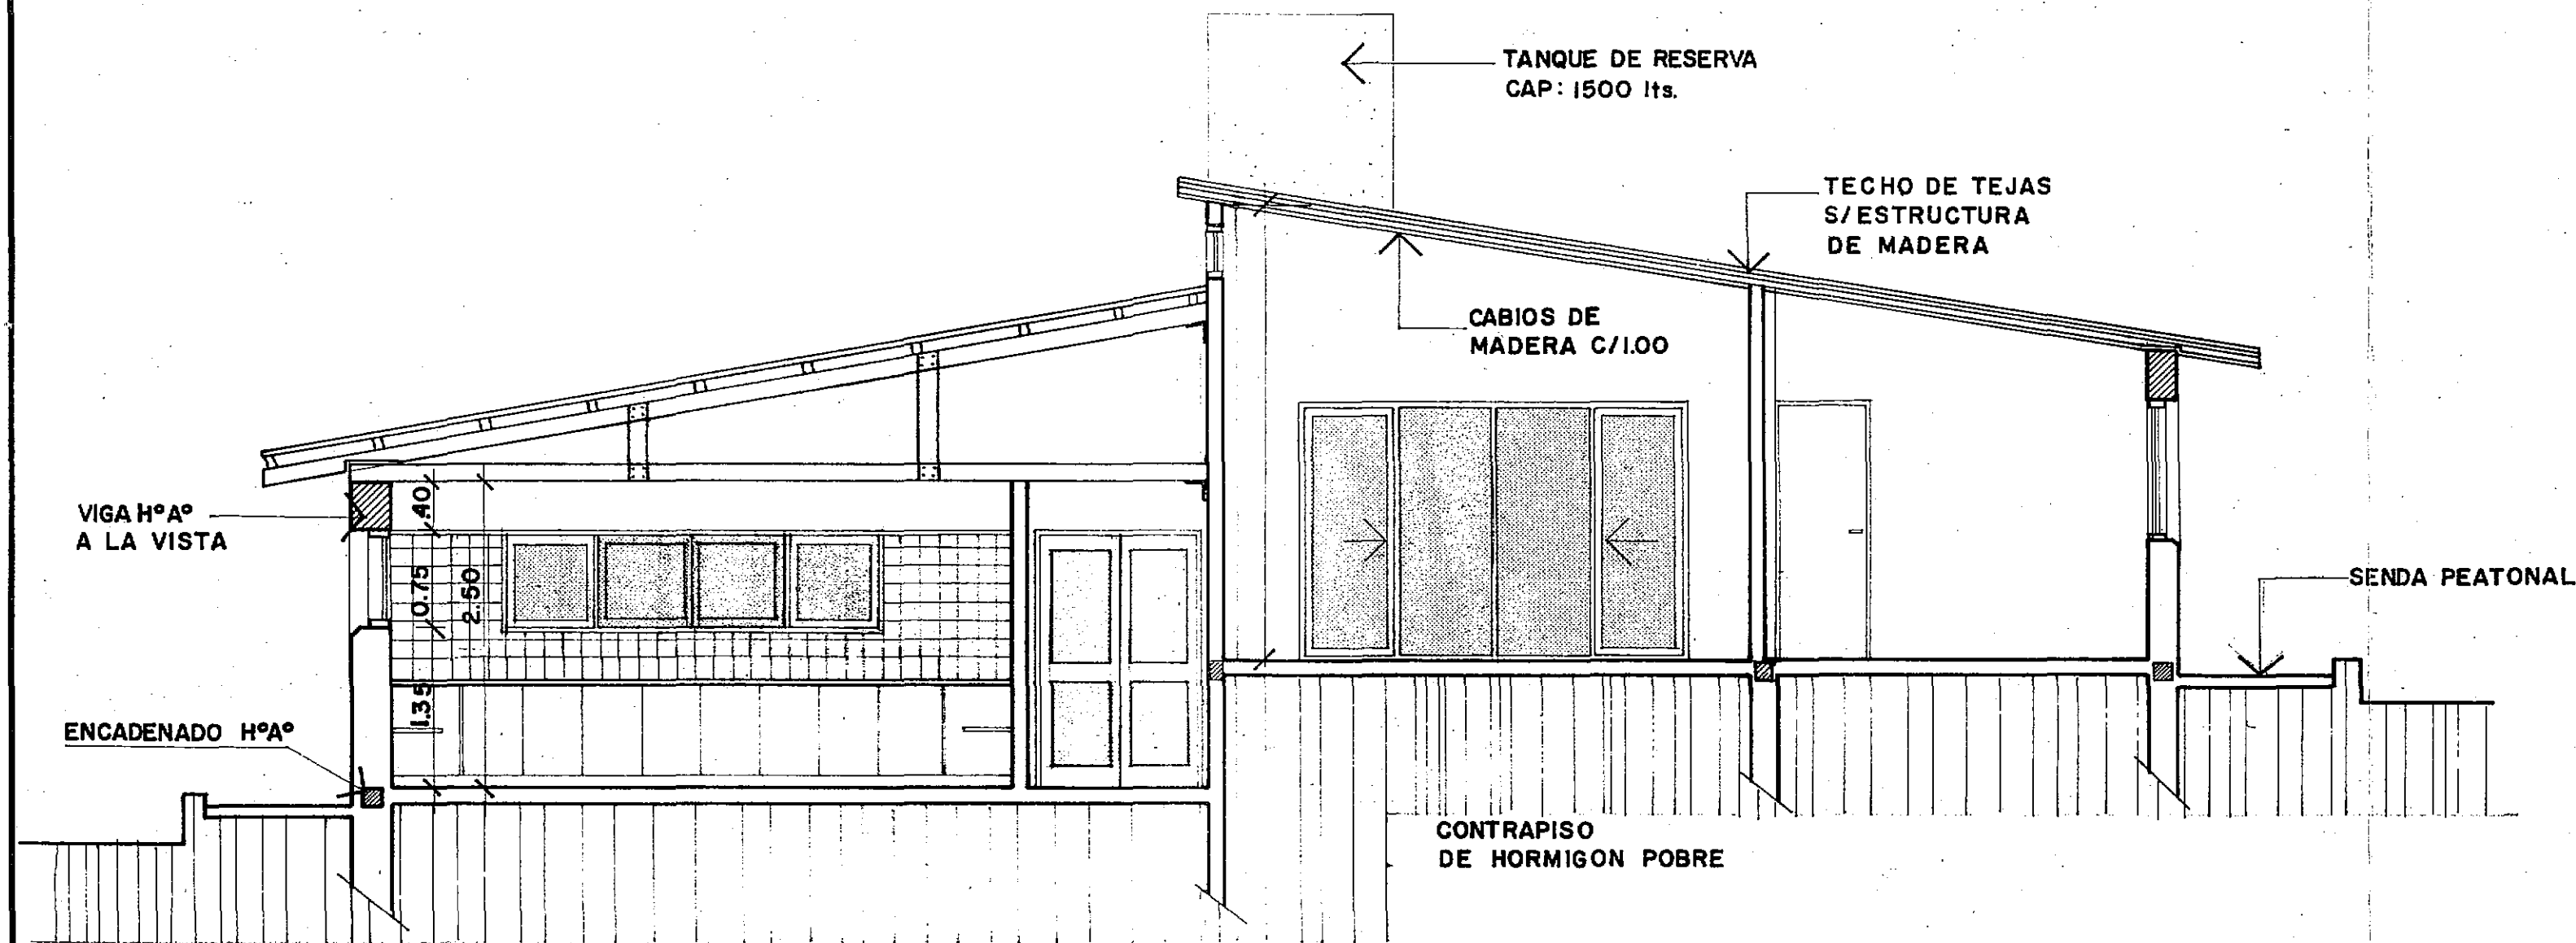 TANQUE DE RESERVA
CAP: 1500 lts.
TECHO DE TEJAS
S/ESTRUCTURA
DE MADERA
CABIOS DE
MADERA C/1.00
VIGA HºAº
A LA VISTA
.40
0.75
2.50
1.35
SENDA PEATONAL
ENCADENADO HºAº
CONTRAPISO
DE HORMIGON POBRE